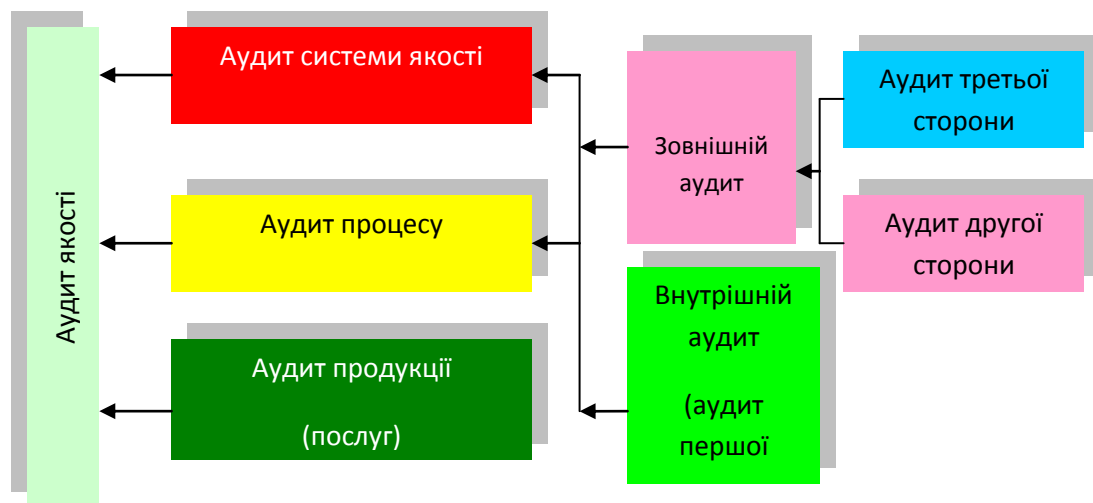 Аудит якості
Аудит системи якості
Аудит процесу
Аудит продукції
(послуг)
Зовнішній
аудит
Внутрішній
аудит
(аудит
першої
Аудит третьої
сторони
Аудит другої
сторони